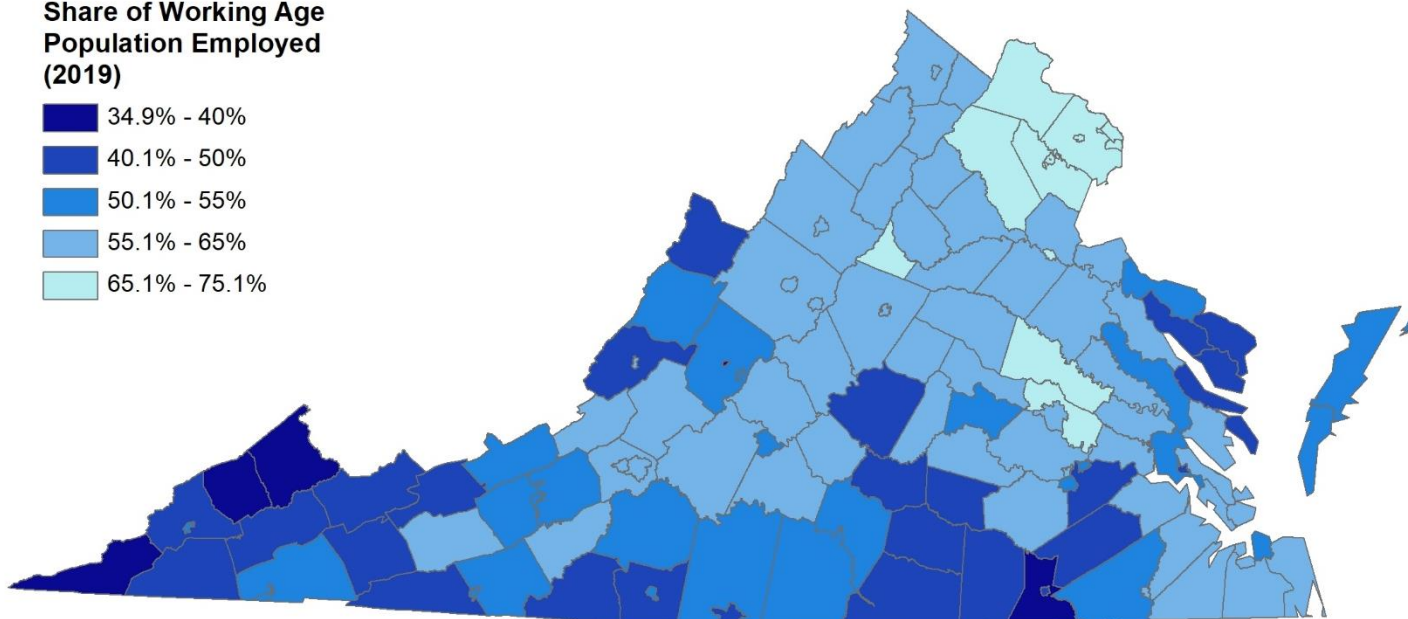 Share of Working Age
Population Employed
(2019)
34.9% - 40%
40.1% - 50%
50.1% - 55%
55.1% - 65%
65.1% - 75.1%